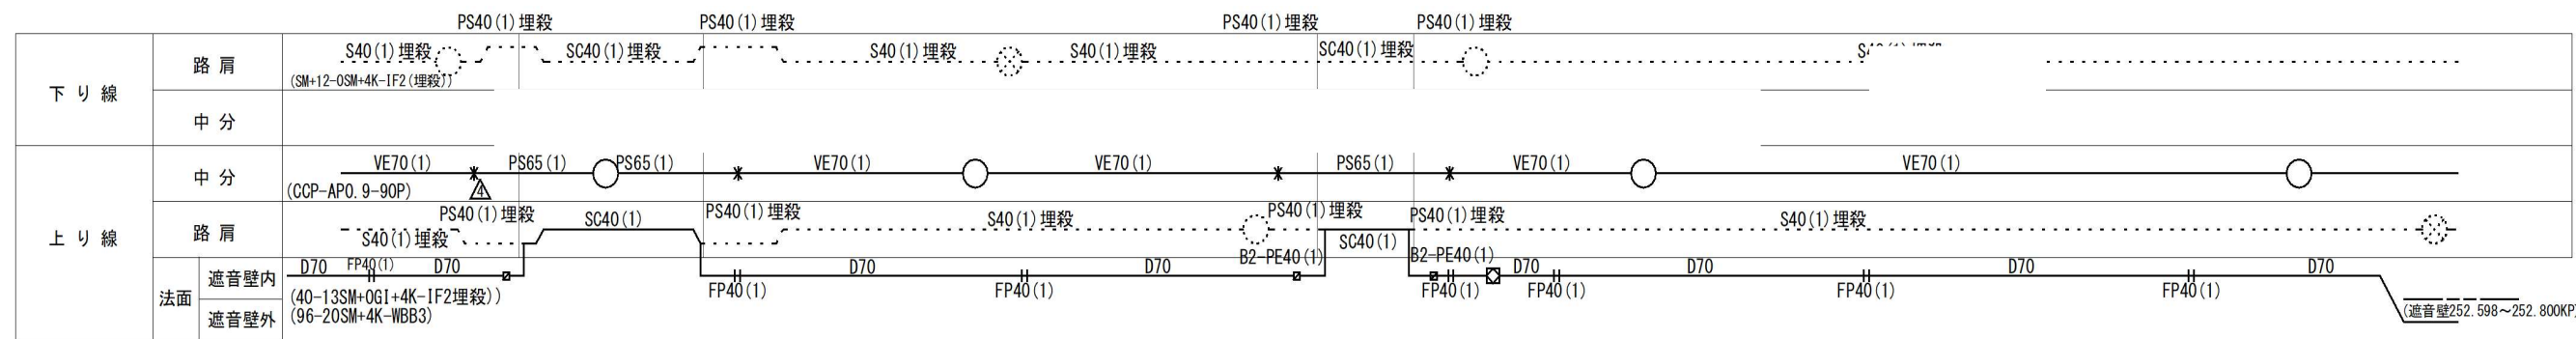 PS40(1)埋殺 PS40(1)埋殺 PS40(1)埋殺 PS40(1)埋殺
下り線 路肩 S40(1)埋殺 SC40(1)埋殺 S40(1)埋殺 S40(1)埋殺 SC40(1)埋殺
(SM+12-0SM+4K-IF2(埋殺))
中分
上り線 中分 VE70(1) PS65(1) PS65(1) VE70(1) VE70(1) PS65(1) VE70(1) VE70(1)
(CCP-AP0.9-90P) 4
路肩 PS40(1)埋殺 SC40(1) PS40(1)埋殺 S40(1)埋殺 PS40(1)埋殺 PS40(1)埋殺 S40(1)埋殺
S40(1)埋殺 SC40(1)
B2-PE40(1) B2-PE40(1)
法面 遮音壁内 D70 FP40(1) D70 D70 D70 D70 D70 D70 D70
(40-13SM+0GI+4K-IF2埋殺)) FP40(1) FP40(1) FP40(1) FP40(1) FP40(1) FP40(1)
遮音壁外 (96-20SM+4K-WBB3) (遮音壁252.598～252.800KP)